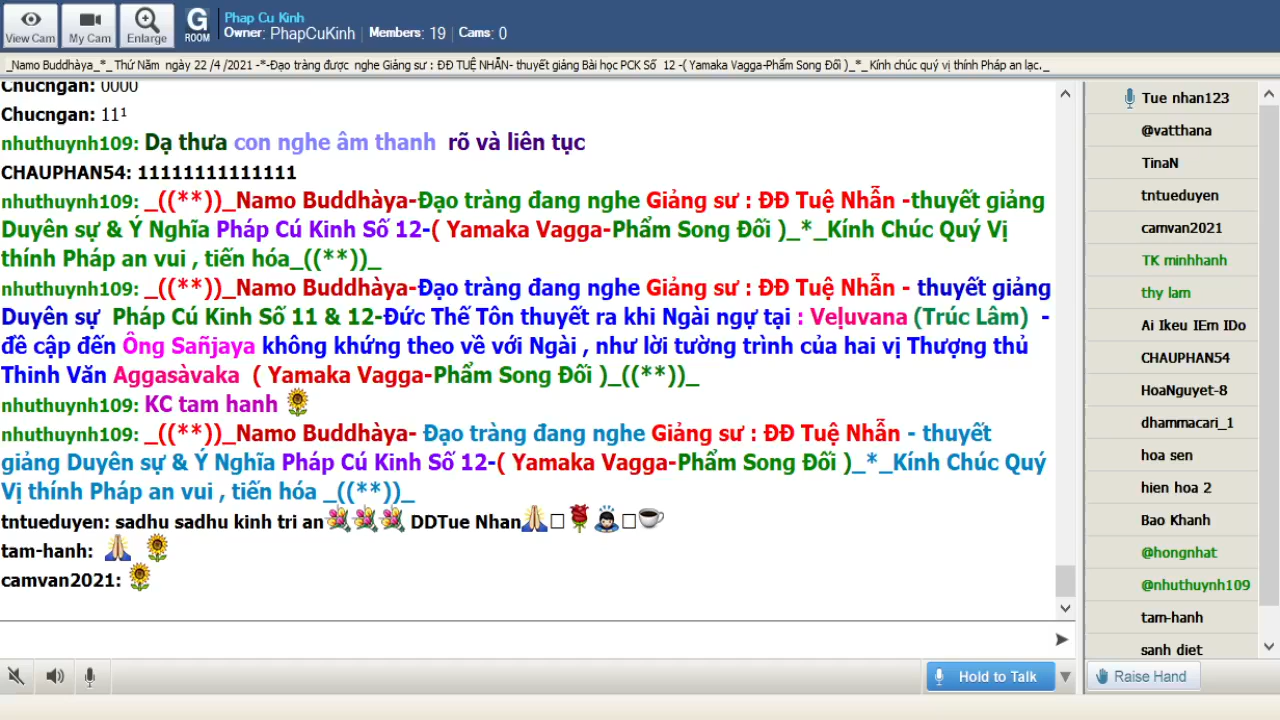 View Cam
My Cam
Enlarge
G
ROOM
Phap Cu Kinh
Owner: PhapCuKinh Members: 19 Cams: 0
_Namo Buddhàya_*_ Thứ Năm ngày 22 /4 /2021 -*-Đạo tràng được nghe Giảng sư : ĐĐ TUỆ NHẪN- thuyết giảng Bài học PCK Số 12 -( Yamaka Vagga-Phẩm Song Đối )_*_ Kính chúc quý vị thính Pháp an lạc._
Chucngan: 0000
Chucngan: 11¹
nhuthuynh109: Dạ thưa con nghe âm thanh rõ và liên tục
CHAUPHAN54: 11111111111111
nhuthuynh109: _((**))_Namo Buddhàya-Đạo tràng đang nghe Giảng sư : ĐĐ Tuệ Nhẫn -thuyết giảng
Duyên sự & Ý Nghĩa Pháp Cú Kinh Số 12-( Yamaka Vagga-Phẩm Song Đối )_*_Kính Chúc Quý Vị
thính Pháp an vui , tiến hóa_((**))_
nhuthuynh109: _((**))_Namo Buddhàya-Đạo tràng đang nghe Giảng sư : ĐĐ Tuệ Nhẫn - thuyết giảng
Duyên sự Pháp Cú Kinh Số 11 & 12-Đức Thế Tôn thuyết ra khi Ngài ngự tại : Veḷuvana (Trúc Lâm) -
đề cập đến Ông Sañjaya không khứng theo về với Ngài , như lời tường trình của hai vị Thượng thủ
Thinh Văn Aggasàvaka ( Yamaka Vagga-Phẩm Song Đối )_((**))_
nhuthuynh109: KC tam hanh 🌻
nhuthuynh109: _((**))_Namo Buddhàya- Đạo tràng đang nghe Giảng sư : ĐĐ Tuệ Nhẫn - thuyết
giảng Duyên sự & Ý Nghĩa Pháp Cú Kinh Số 12-( Yamaka Vagga-Phẩm Song Đối )_*_Kính Chúc Quý
Vị thính Pháp an vui , tiến hóa _((**))_
tntueduyen: sadhu sadhu kinh tri an💐💐💐 DDTue Nhan🙏□🌹🙇□☕
tam-hanh: 🙏 🌻
camvan2021: 🌻
Hold to Talk
Tue nhan123
@vatthana
TinaN
tntueduyen
camvan2021
TK minhhanh
thy lam
Ai lkeu IEm IDo
CHAUPHAN54
HoaNguyet-8
dhammacari_1
hoa sen
hien hoa 2
Bao Khanh
@hongnhat
@nhuthuynh109
tam-hanh
sanh diet
Raise Hand